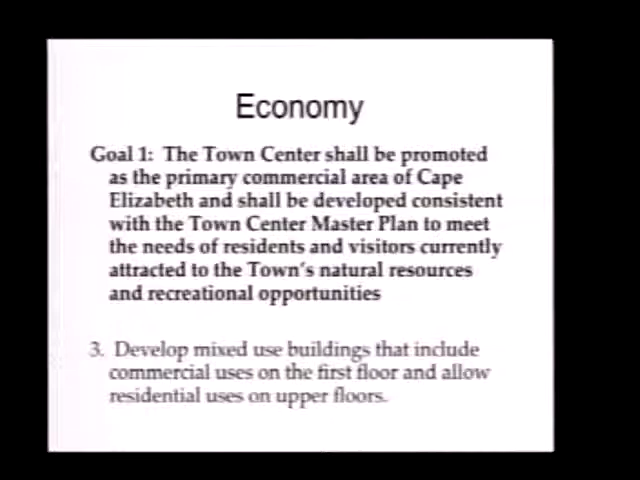 Economy
Goal 1: The Town Center shall be promoted
as the primary commercial area of Cape
Elizabeth and shall be developed consistent
with the Town Center Master Plan to meet
the needs of residents and visitors currently
attracted to the Town's natural resources
and recreational opportunities
3. Develop mixed use buildings that include
commercial uses on the first floor and allow
residential uses on upper floors.